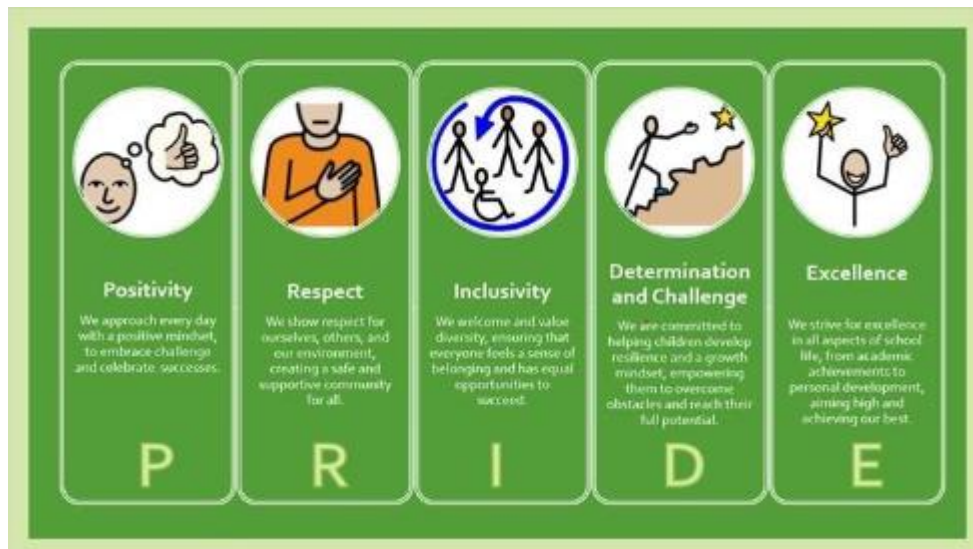 Positivity
We approach every day
with a positive mindset,
to embrace challenge
and celebrate successes.
P
Respect
We show respect for
ourselves, others, and
our environment,
creating a safe and
supportive community
for all.
R
Inclusivity
We welcome and value
diversity, ensuring that
everyone feels a sense of
belonging and has equal
opportunities to
succeed.
I
Determination
and Challenge
We are committed to
helping children develop
resilience and a growth
mindset, empowering
them to overcome
obstacles and reach their
full potential.
D
Excellence
We strive for excellence
in all aspects of school
life, from academic
achievements to
personal development,
aiming high and
achieving our best.
E